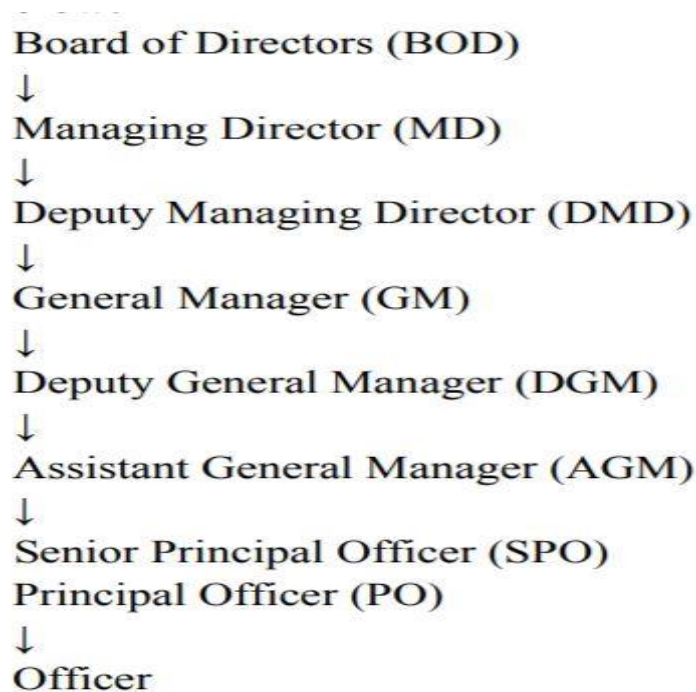 Board of Directors (BOD)
↓
Managing Director (MD)
↓
Deputy Managing Director (DMD)
↓
General Manager (GM)
↓
Deputy General Manager (DGM)
↓
Assistant General Manager (AGM)
↓
Senior Principal Officer (SPO)
Principal Officer (PO)
↓
Officer